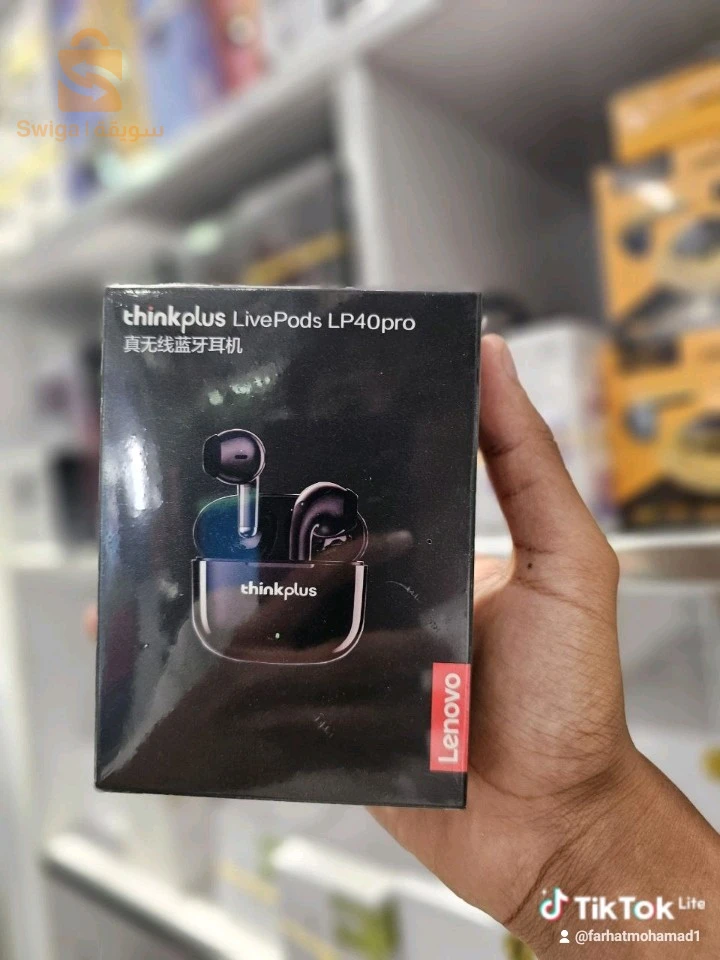 Swiga سويقة
thinkplus LivePods LP40pro
真无线蓝牙耳机
thinkplus
Lenovo
TikTok Lite
@farhatmohamad1